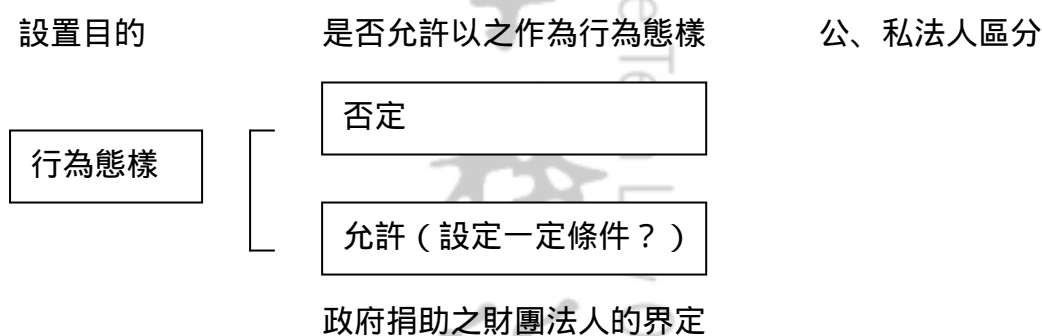 設置目的 是否允許以之作為行為態樣 公、私法人區分
否定
行為態樣
允許（設定一定條件？）
政府捐助之財團法人的界定